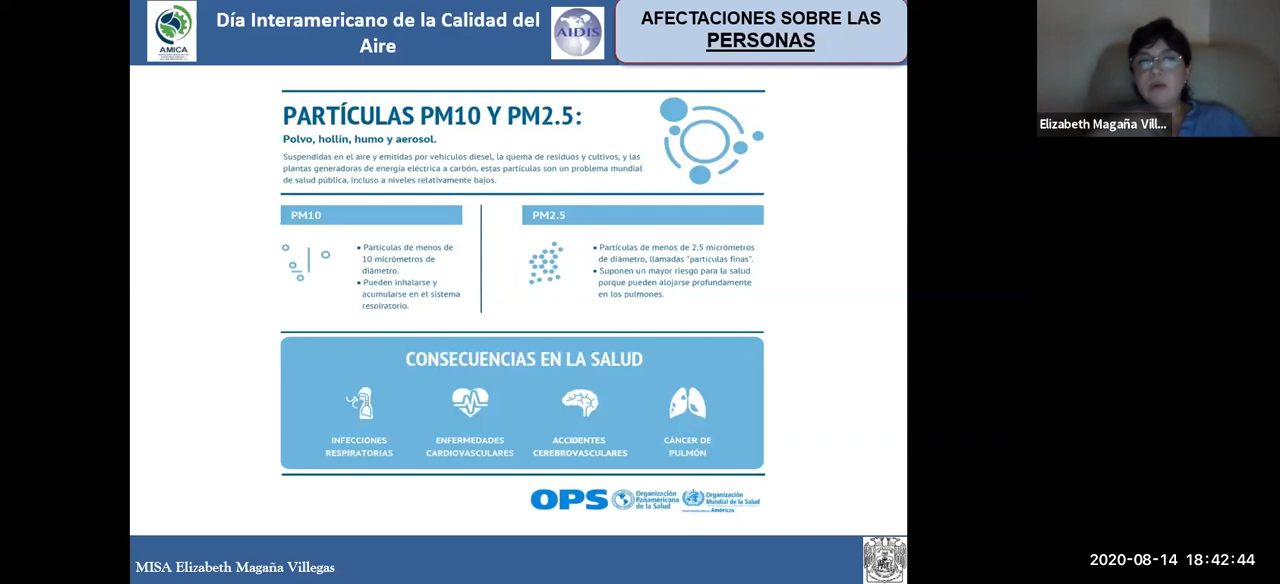 Día Interamericano de la Calidad del
Aire
AMICA
AIDIS
AFECTACIONES SOBRE LAS
PERSONAS
Elizabeth Magaña Vill...
PARTÍCULAS PM10 Y PM2.5:
Polvo, hollín, humo y aerosol.
Suspendidas en el aire y emitidas por vehículos diesel, la quema de residuos y cultivos, y las
plantas generadoras de energía eléctrica a carbón, estas partículas son un problema mundial
de salud pública, incluso a niveles relativamente bajos.
PM10
• Partículas de menos de
10 micrómetros de
diámetro.
• Pueden inhalarse y
acumularse en el sistema
respiratorio.
PM2.5
• Partículas de menos de 2.5 micrómetros
de diámetro, llamadas "partículas finas".
• Suponen un mayor riesgo para la salud
porque pueden alojarse profundamente
en los pulmones.
CONSECUENCIAS EN LA SALUD
INFECCIONES
RESPIRATORIAS
ENFERMEDADES
CARDIOVASCULARES
ACCIDENTES
CEREBROVASCULARES
CÁNCER DE
PULMÓN
OPS
Organización
Panamericana
de la Salud
Organización
Mundial de la Salud
Américas
MISA Elizabeth Magaña Villegas
2020-08-14 18:42:44